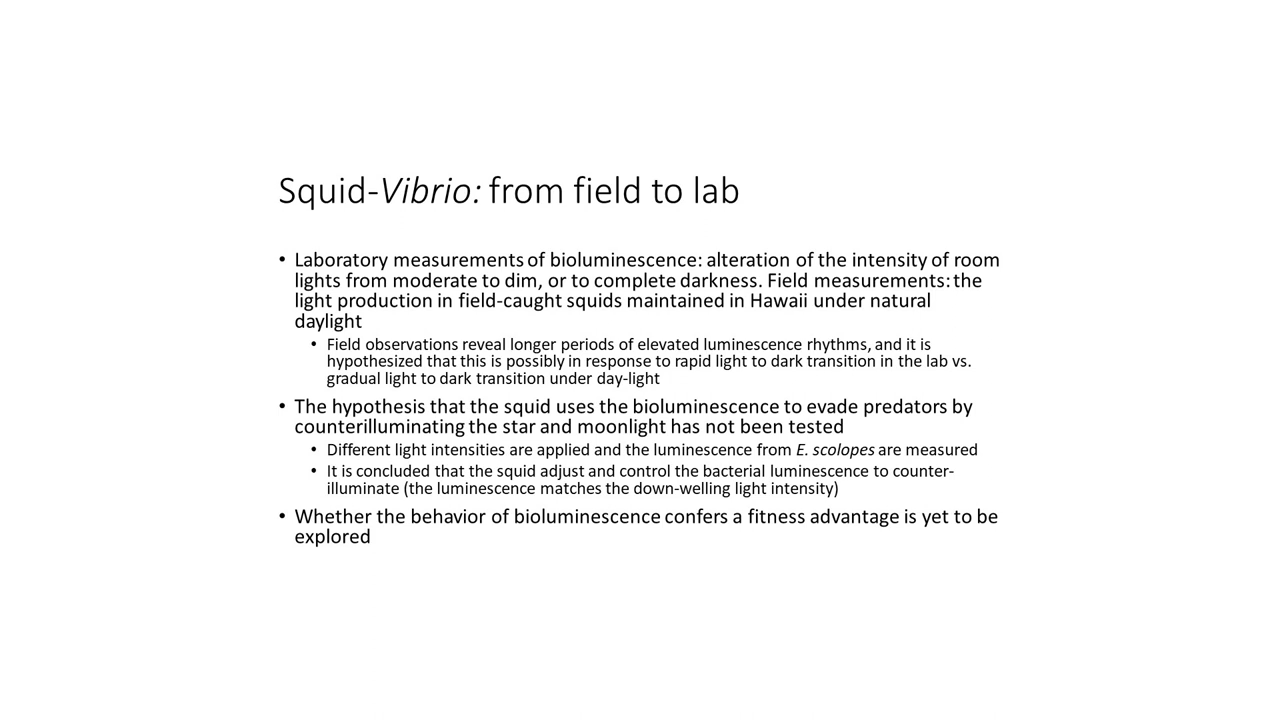 Squid-Vibrio: from field to lab
• Laboratory measurements of bioluminescence: alteration of the intensity of room
lights from moderate to dim, or to complete darkness. Field measurements: the
light production in field-caught squids maintained in Hawaii under natural
daylight
• Field observations reveal longer periods of elevated luminescence rhythms, and it is
hypothesized that this is possibly in response to rapid light to dark transition in the lab vs.
gradual light to dark transition under day-light
• The hypothesis that the squid uses the bioluminescence to evade predators by
counterilluminating the star and moonlight has not been tested
• Different light intensities are applied and the luminescence from E. scolopes are measured
• It is concluded that the squid adjust and control the bacterial luminescence to counter-
illuminate (the luminescence matches the down-welling light intensity)
• Whether the behavior of bioluminescence confers a fitness advantage is yet to be
explored